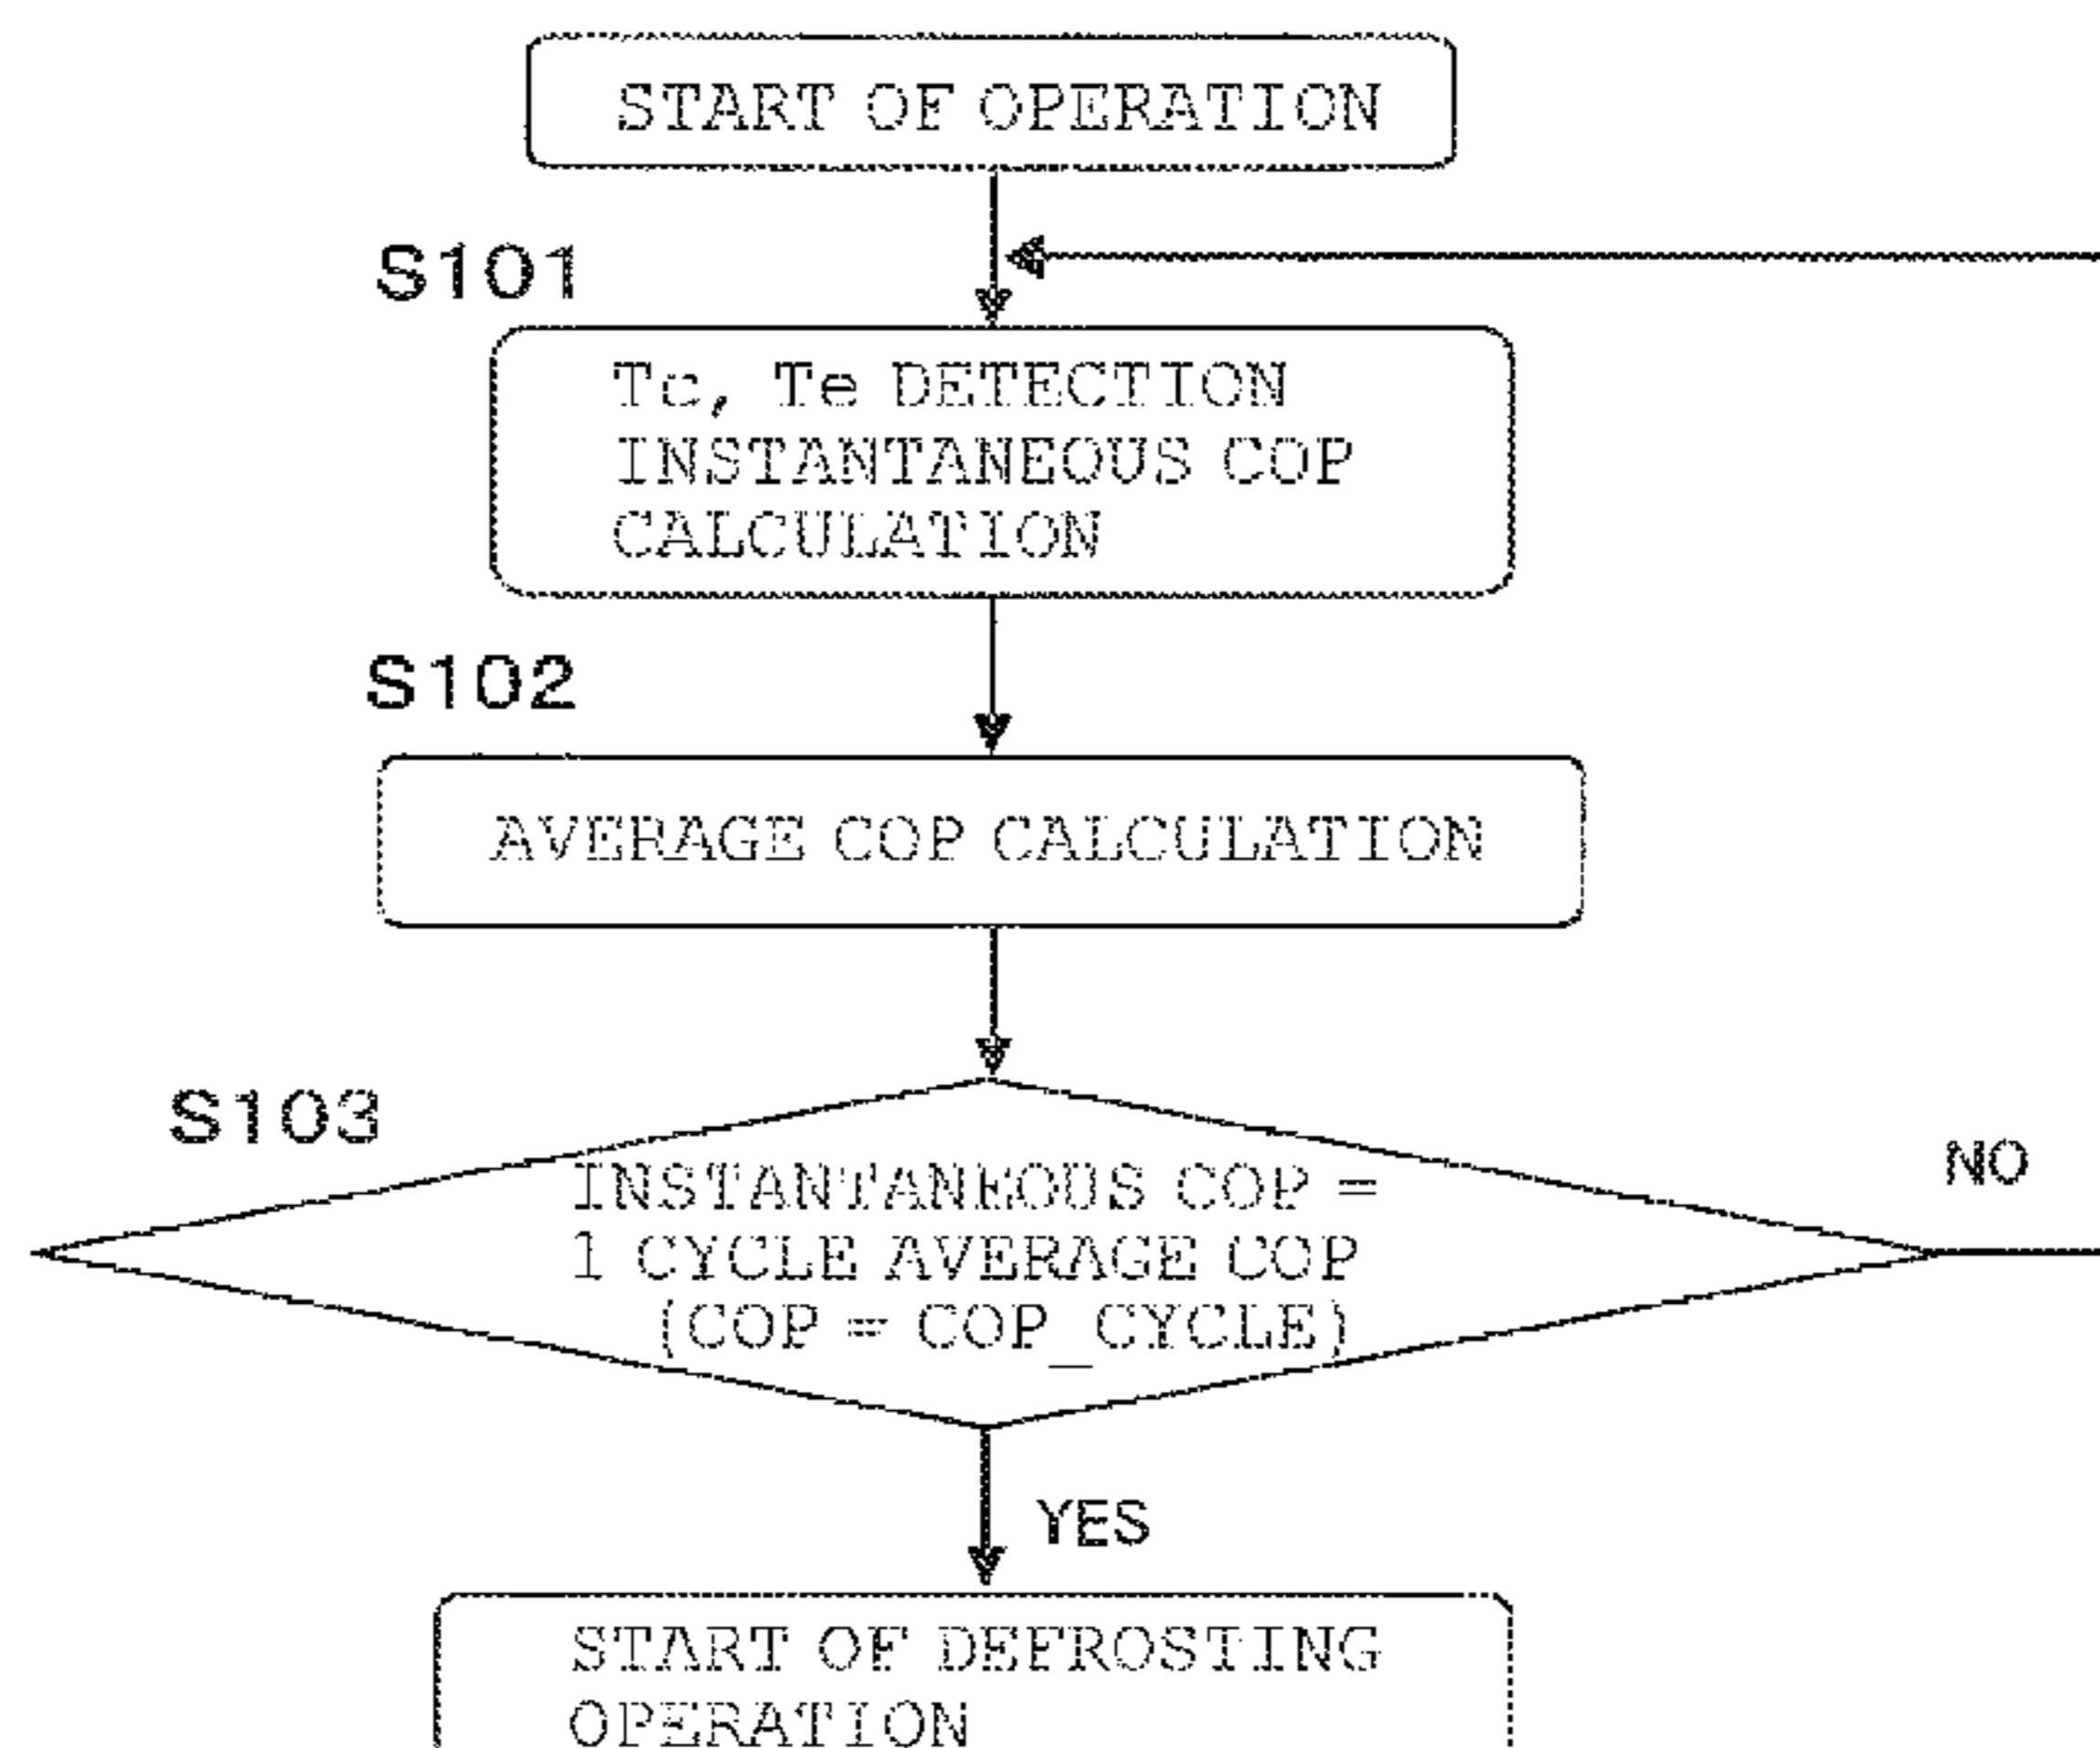 START OF OPERATION
S101
Tc, Te DETECTION
INSTANTANEOUS COP
CALCULATION
S102
AVERAGE COP CALCULATION
S103
INSTANTANEOUS COP =
1 CYCLE AVERAGE COP
(COP = COP_CYCLE)
NO
YES
START OF DEFROSTING
OPERATION